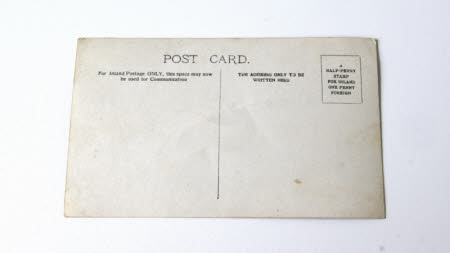 POST CARD.
For Inland Postage ONLY, this space may now
be used for Communication
THE ADDRESS ONLY TO BE
WRITTEN HERE
A
HALF-PENNY
STAMP
FOR INLAND
ONE PENNY
FOREIGN